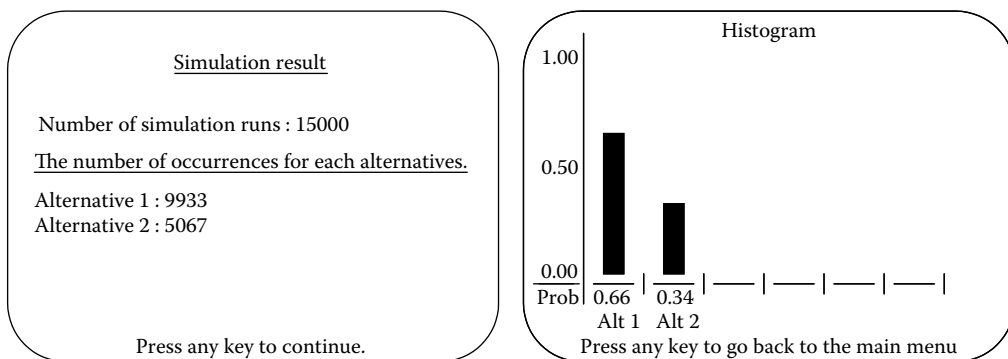 Simulation result
Number of simulation runs : 15000
The number of occurrences for each alternatives.
Alternative 1 : 9933
Alternative 2 : 5067
Press any key to continue.
Histogram
1.00
0.50
0.00
Prob 0.66 0.34
Alt 1 Alt 2
Press any key to go back to the main menu